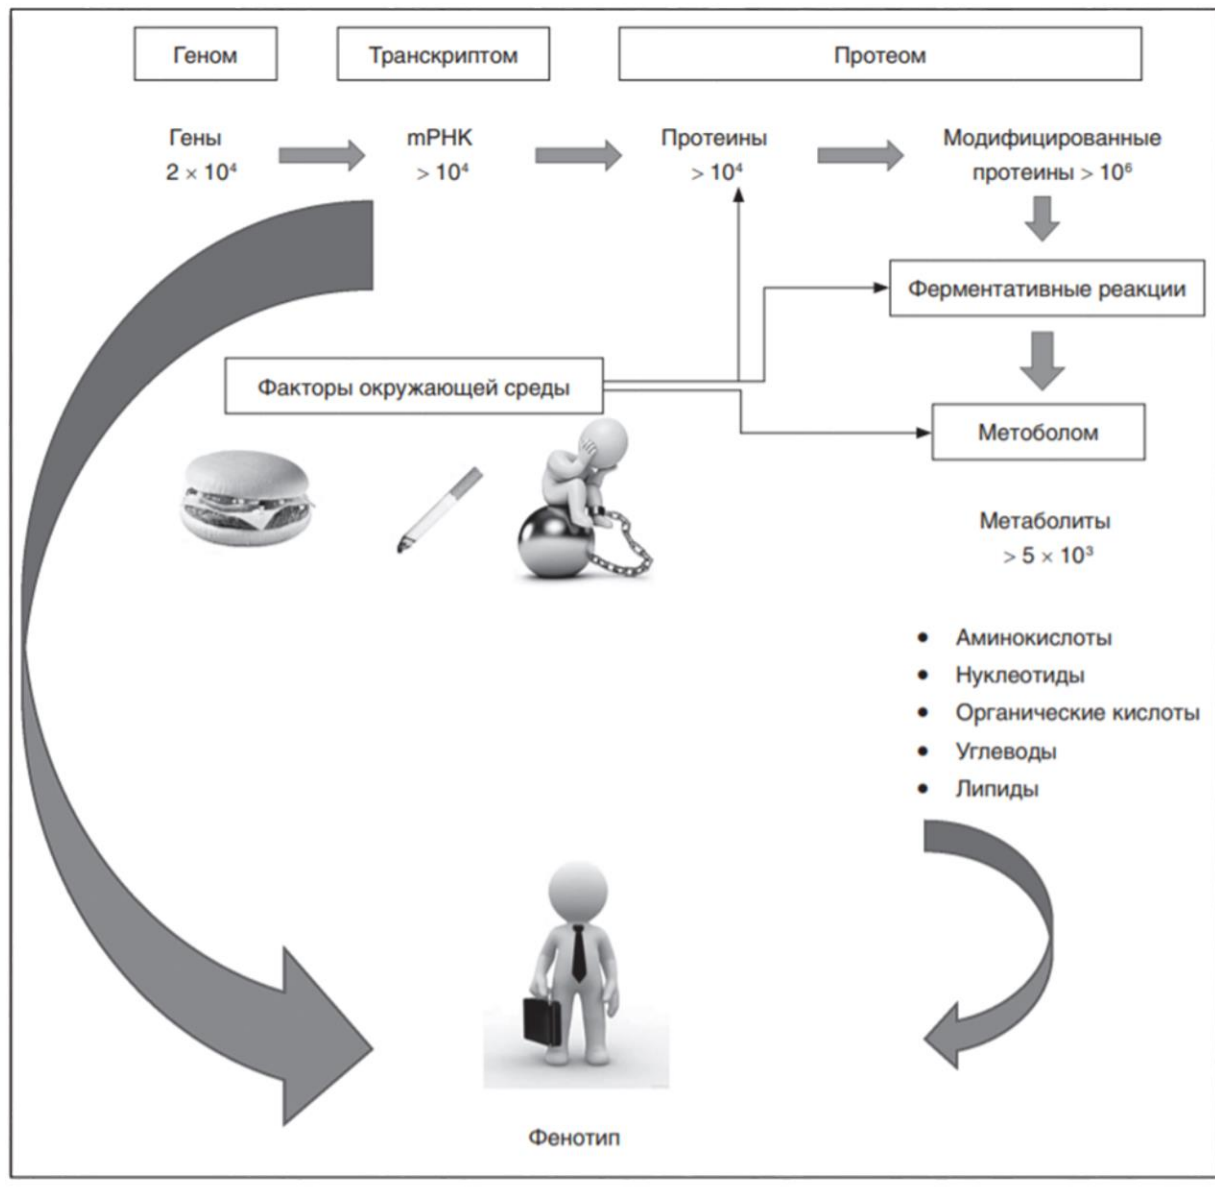 Геном
Транскриптом
Протеом
Гены
2 × 10⁴
mРНК
> 10⁴
Протеины
> 10⁴
Модифицированные
протеины > 10⁶
Ферментативные реакции
Факторы окружающей среды
Метоболом
Метаболиты
> 5 × 10³
• Аминокислоты
• Нуклеотиды
• Органические кислоты
• Углеводы
• Липиды
Фенотип